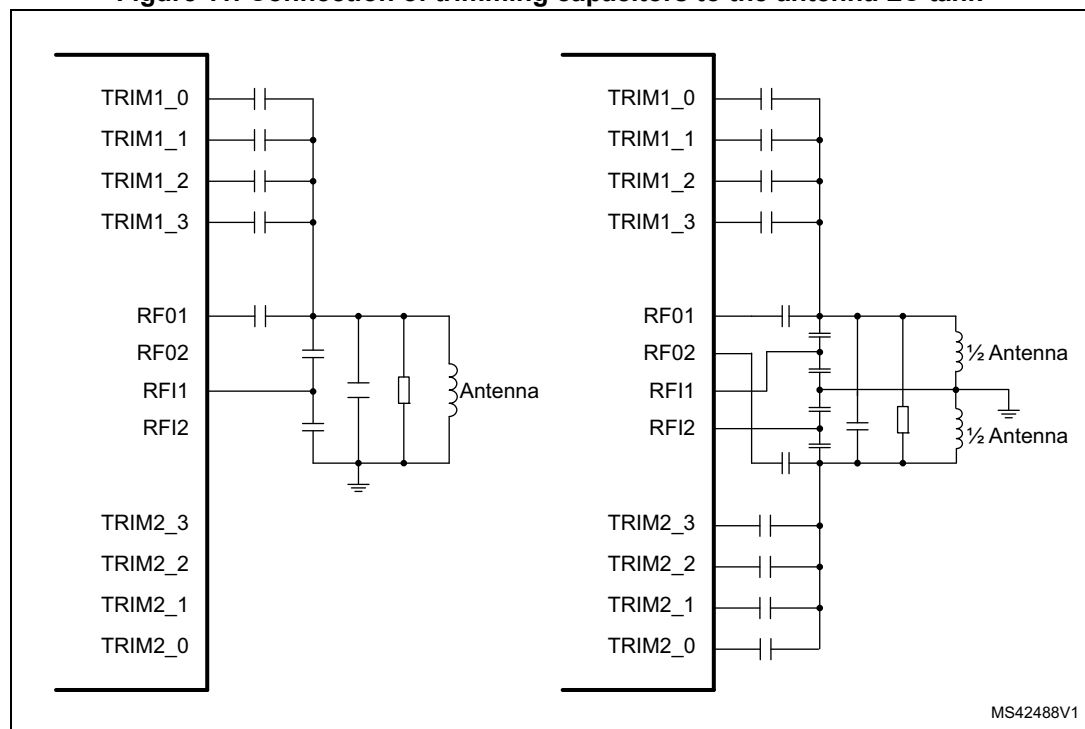 Figure Connection of trimming capacitors to the antenna LC tank
TRIM1_0
TRIM1_1
TRIM1_2
TRIM1_3
RF01
RF02
RFI1
RFI2
TRIM2_3
TRIM2_2
TRIM2_1
TRIM2_0
Antenna
TRIM1_0
TRIM1_1
TRIM1_2
TRIM1_3
RF01
RF02
RFI1
RFI2
TRIM2_3
TRIM2_2
TRIM2_1
TRIM2_0
½ Antenna
½ Antenna
MS42488V1